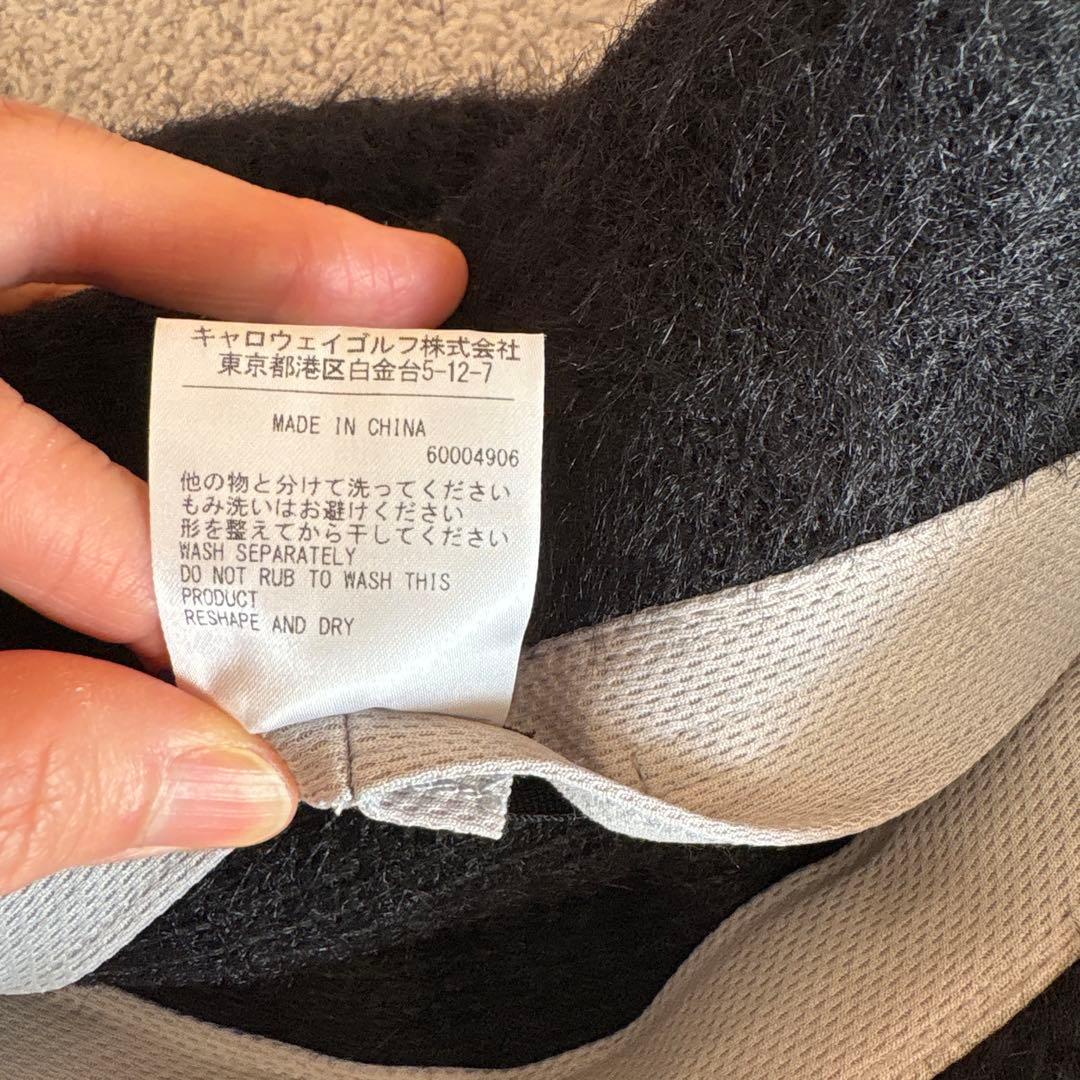 キャロウェイゴルフ株式会社
東京都港区白金台5-12-7
MADE IN CHINA
60004906
他の物と分けて洗ってください
もみ洗いはお避けください
形を整えてから干してください
WASH SEPARATELY
DO NOT RUB TO WASH THIS
PRODUCT
RESHAPE AND DRY